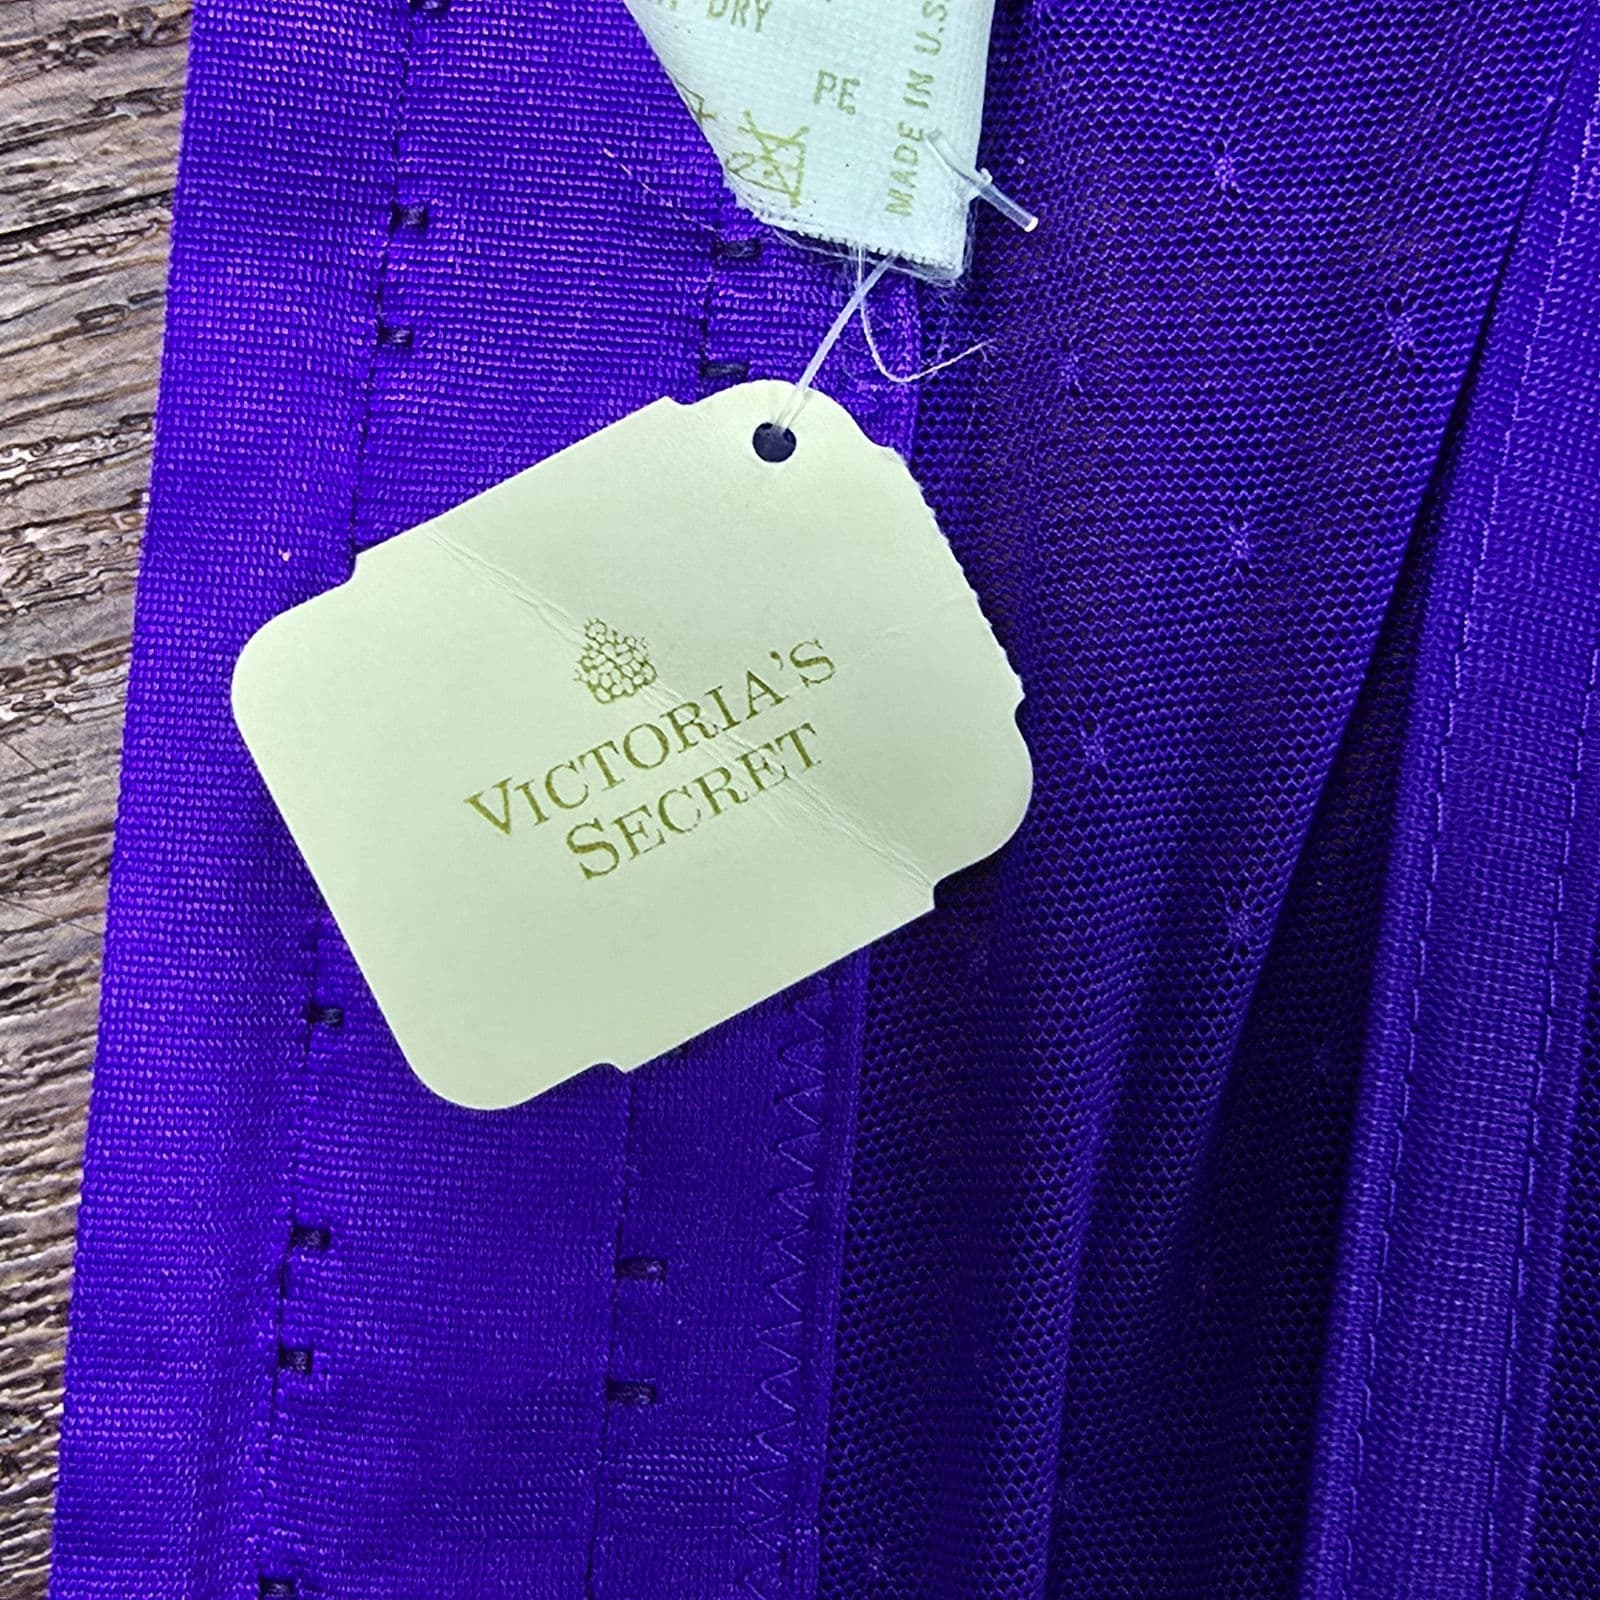 DRY
PE
MADE IN U.S.
VICTORIA'S
SECRET